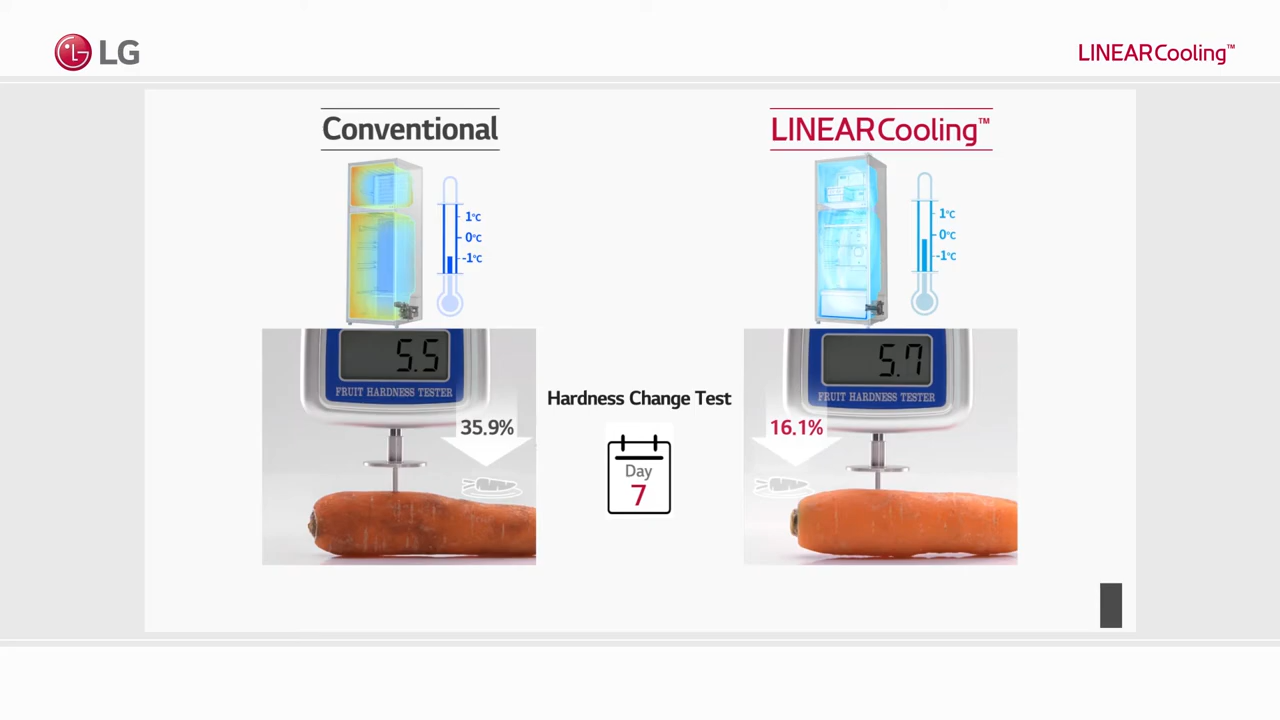 LG
LINEARCooling™
Conventional
LINEARCooling™
1°C
0°C
-1°C
1°C
0°C
-1°C
5.5
FRUIT HARDNESS TESTER
35.9%
Hardness Change Test
Day
7
5.7
FRUIT HARDNESS TESTER
16.1%